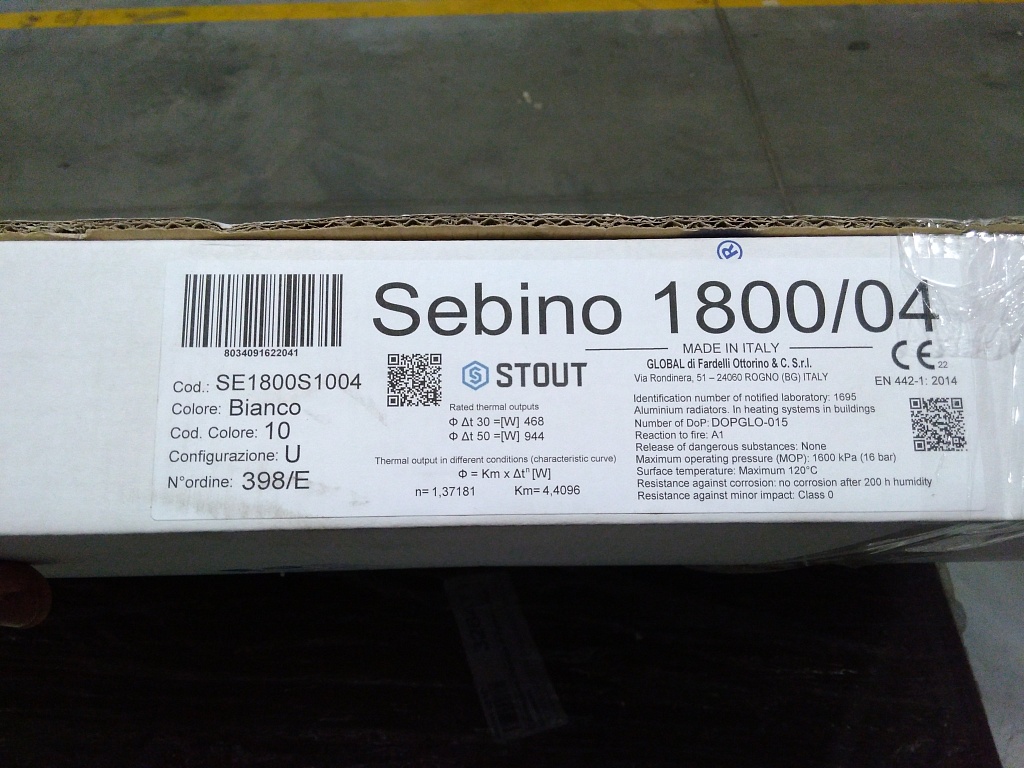 ®
Sebino 1800/04
8034091622041
Cod.: SE1800S1004
Colore: Bianco
Cod. Colore: 10
Configurazione: U
N°ordine: 398/E
STOUT
Rated thermal outputs
Φ Δt 30 =[W] 468
Φ Δt 50 =[W] 944
Thermal output in different conditions (characteristic curve)
Φ = Km x Δtⁿ [W]
n= 1,37181 Km= 4,4096
MADE IN ITALY
GLOBAL di Fardelli Ottorino & C. S.r.l.
Via Rondinera, 51 – 24060 ROGNO (BG) ITALY
CE 22
EN 442-1: 2014
Identification number of notified laboratory: 1695
Aluminium radiators. In heating systems in buildings
Number of DoP: DOPGLO-015
Reaction to fire: A1
Release of dangerous substances: None
Maximum operating pressure (MOP): 1600 kPa (16 bar)
Surface temperature: Maximum 120°C
Resistance against corrosion: no corrosion after 200 h humidity
Resistance against minor impact: Class 0